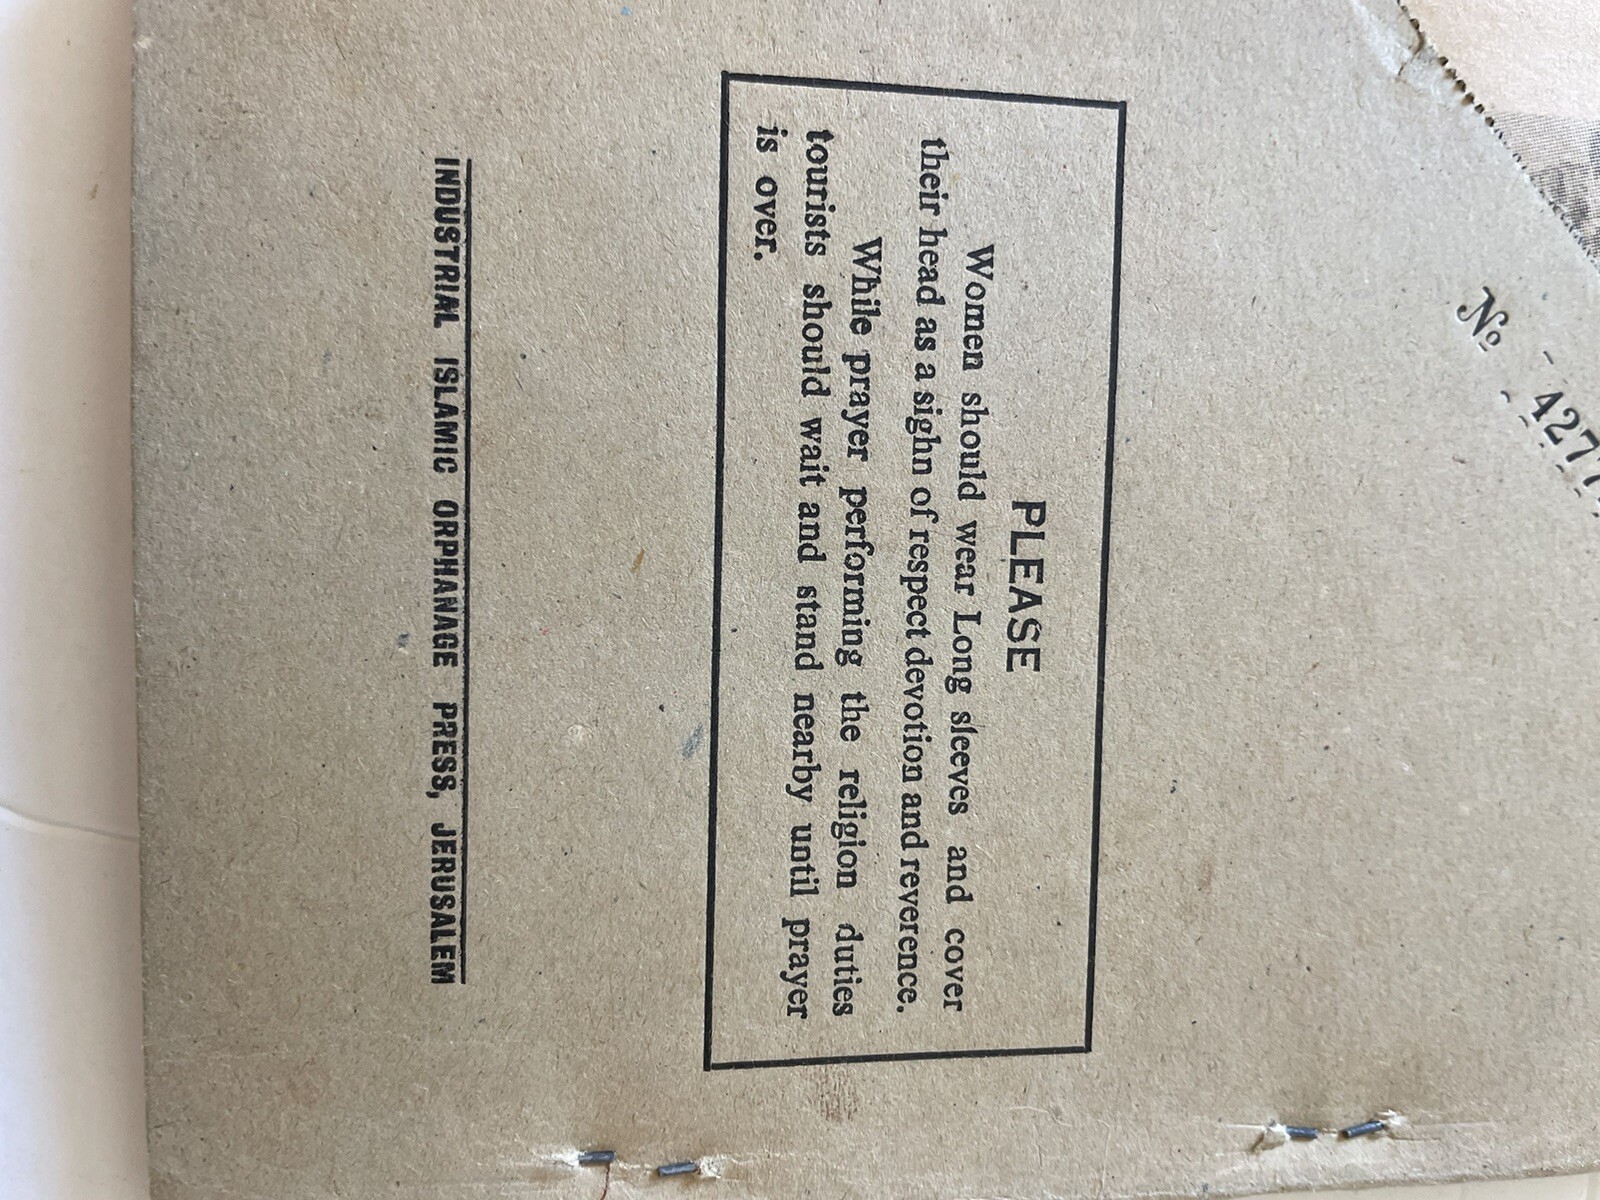 PLEASE
Women should wear Long sleeves and cover
their head as a sighn of respect devotion and reverence.
While prayer performing the religion duties
tourists should wait and stand nearby until prayer
is over.
INDUSTRIAL ISLAMIC ORPHANAGE PRESS, JERUSALEM
№